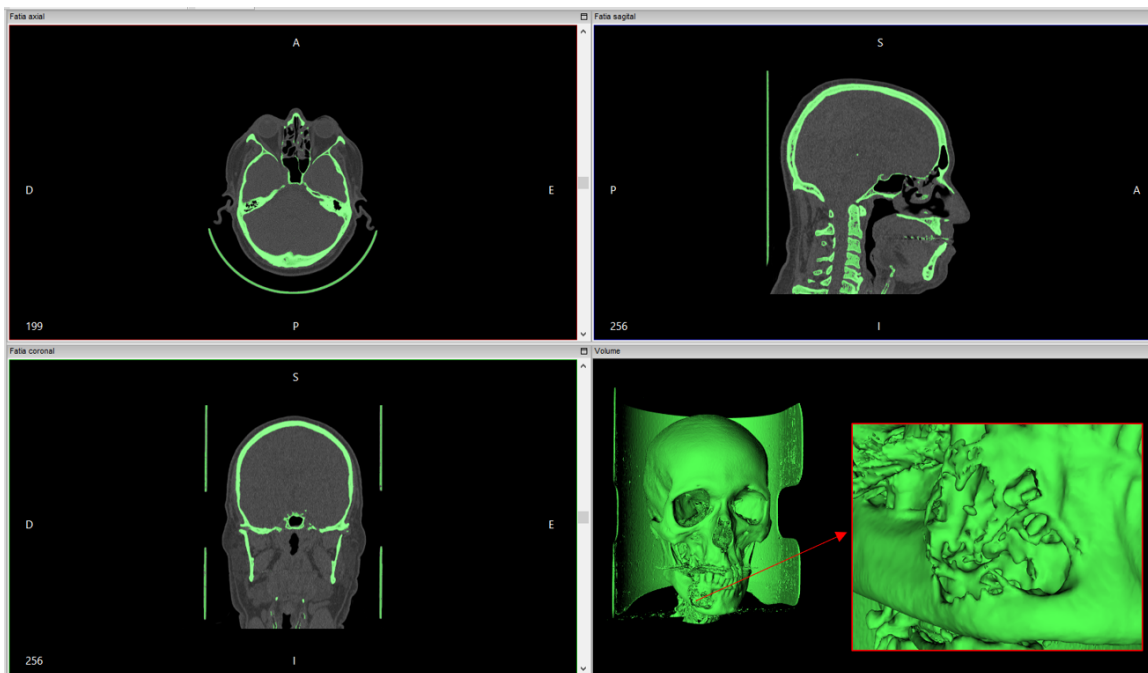 Fatia axial
A
D
E
199
P
Fatia sagital
S
P
A
256
I
Fatia coronal
S
D
E
256
I
Volume